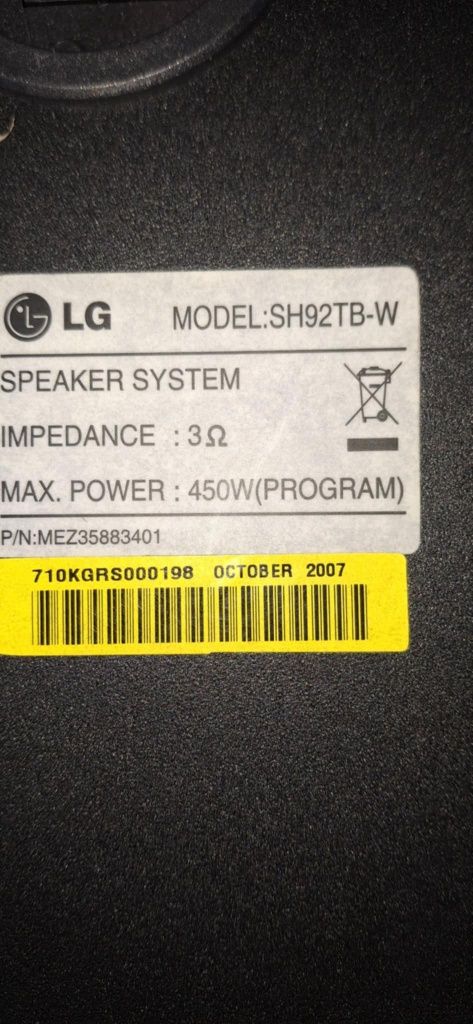 LG MODEL:SH92TB-W
SPEAKER SYSTEM
IMPEDANCE : 3Ω
MAX. POWER : 450W(PROGRAM)
P/N:MEZ35883401
710KGRS000198 OCTOBER 2007